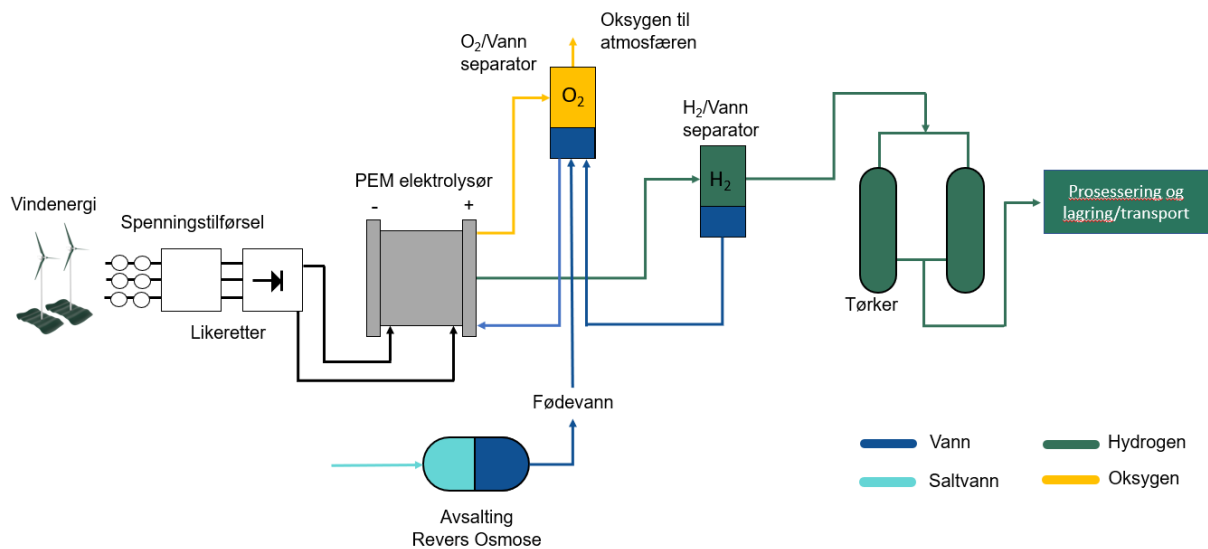 Oksygen til
atmosfæren
O2/Vann
separator
O2
H2/Vann
separator
H2
PEM elektrolysør
- +
Vindenergi
Spenningstilførsel
Likeretter
Prosessering og
lagring/transport
Tørker
Fødevann
Avsalting
Revers Osmose
Vann
Hydrogen
Saltvann
Oksygen